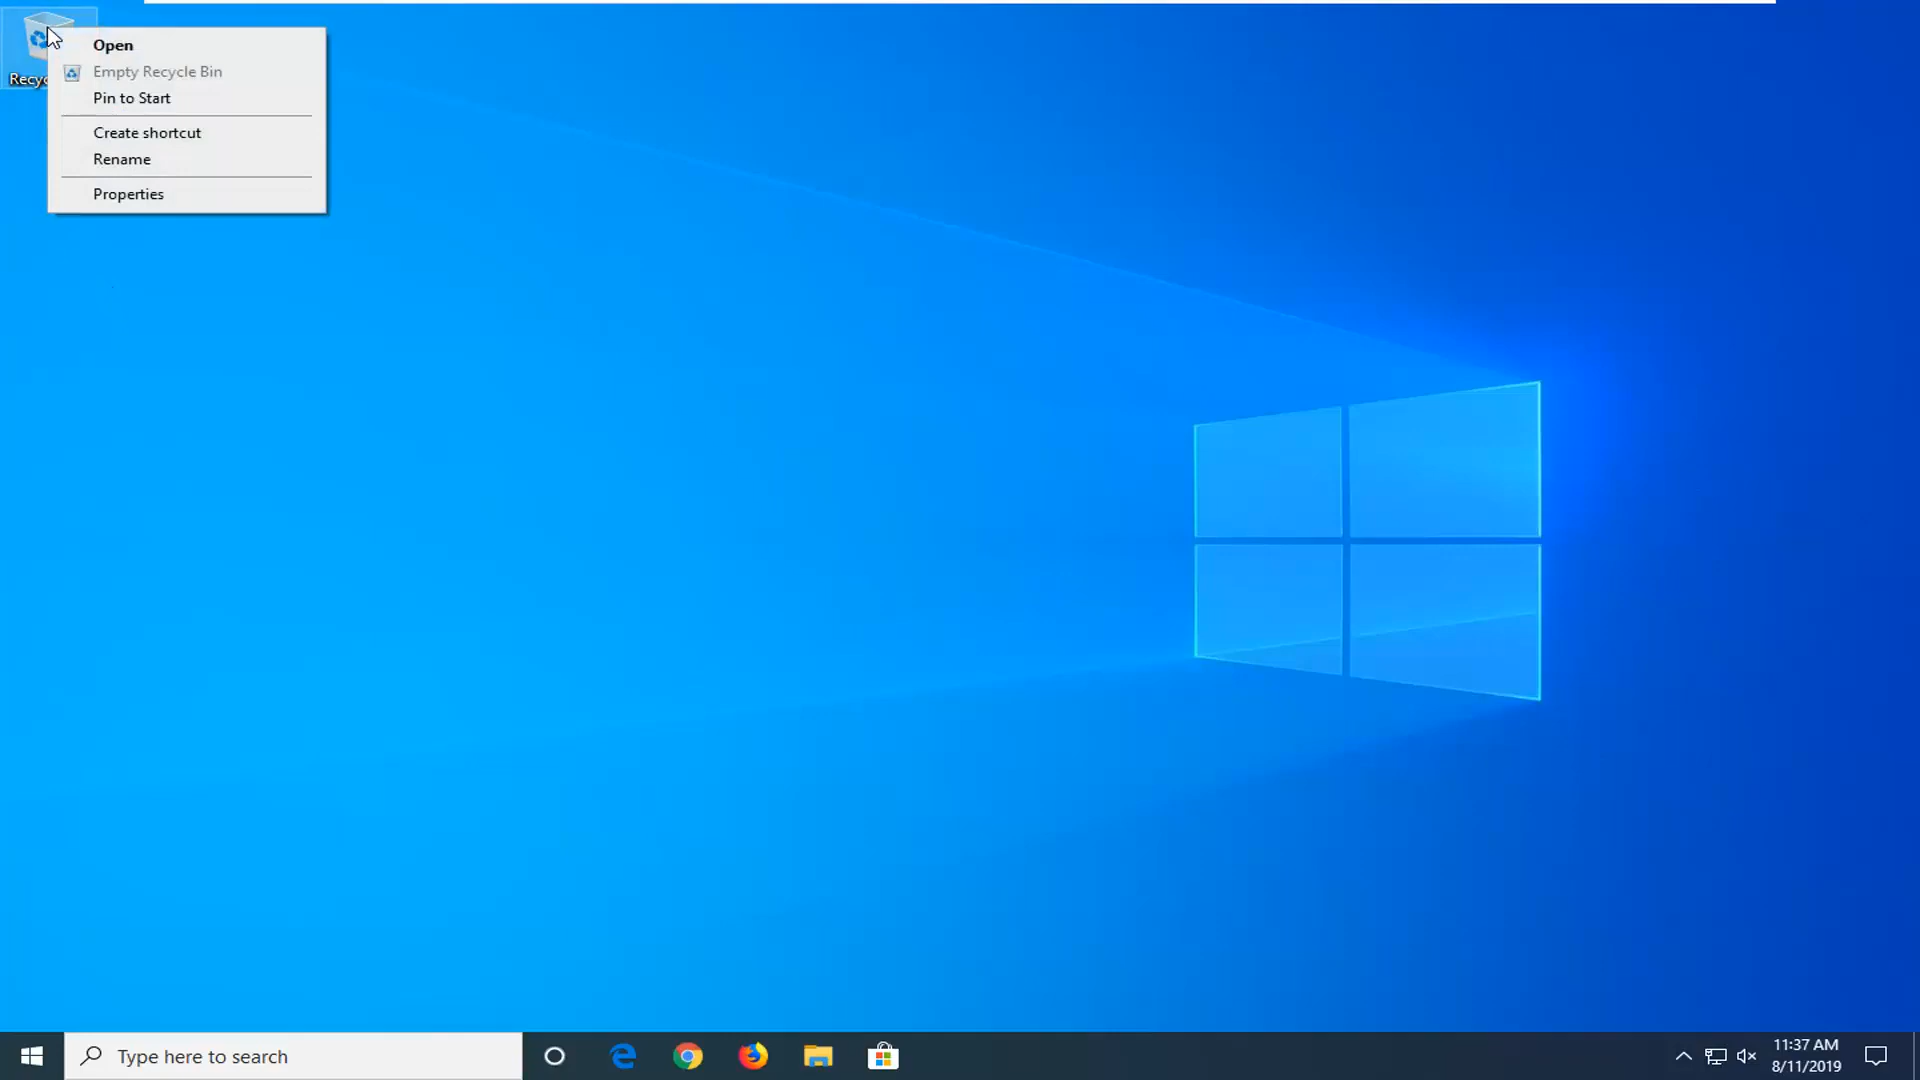 Open
Empty Recycle Bin
Pin to Start
Create shortcut
Rename
Properties
Type here to search
11:37 AM
8/11/2019